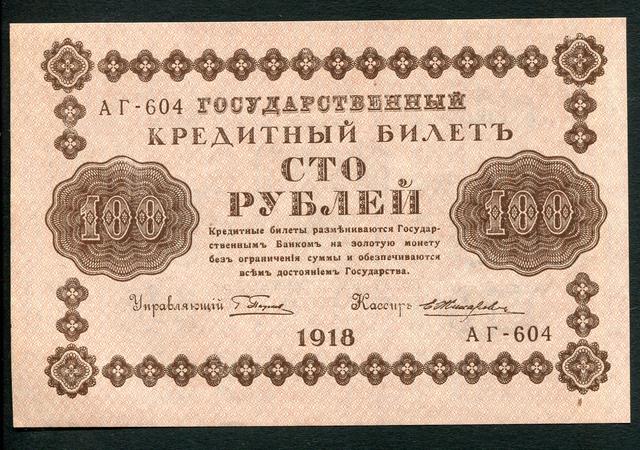 АГ-604 ГОСУДАРСТВЕННЫЙ
КРЕДИТНЫЙ БИЛЕТЪ
СТО
РУБЛЕЙ
100
100
Кредитные билеты размѣниваются Государ-
ственнымъ Банкомъ на золотую монету
безъ ограниченія суммы и обезпечиваются
всѣмъ достояніемъ Государства.
Управляющій
Кассиръ
1918
АГ-604